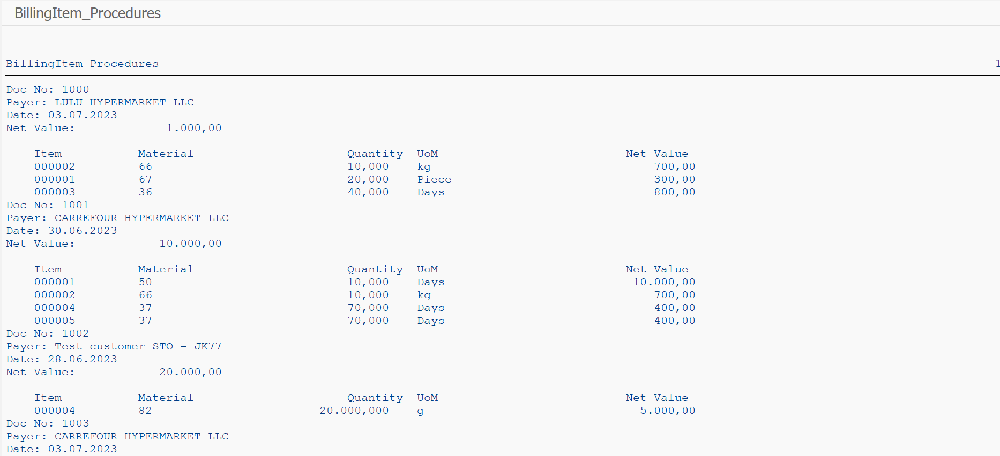 BillingItem_Procedures
BillingItem_Procedures 1
Doc No: 1000
Payer: LULU HYPERMARKET LLC
Date: 03.07.2023
Net Value: 1.000,00
Item Material Quantity UoM Net Value
000002 66 10,000 kg 700,00
000001 67 20,000 Piece 300,00
000003 36 40,000 Days 800,00
Doc No: 1001
Payer: CARREFOUR HYPERMARKET LLC
Date: 30.06.2023
Net Value: 10.000,00
Item Material Quantity UoM Net Value
000001 50 10,000 Days 10.000,00
000002 66 10,000 kg 700,00
000004 37 70,000 Days 400,00
000005 37 70,000 Days 400,00
Doc No: 1002
Payer: Test customer STO - JK77
Date: 28.06.2023
Net Value: 20.000,00
Item Material Quantity UoM Net Value
000004 82 20.000,000 g 5.000,00
Doc No: 1003
Payer: CARREFOUR HYPERMARKET LLC
Date: 03.07.2023